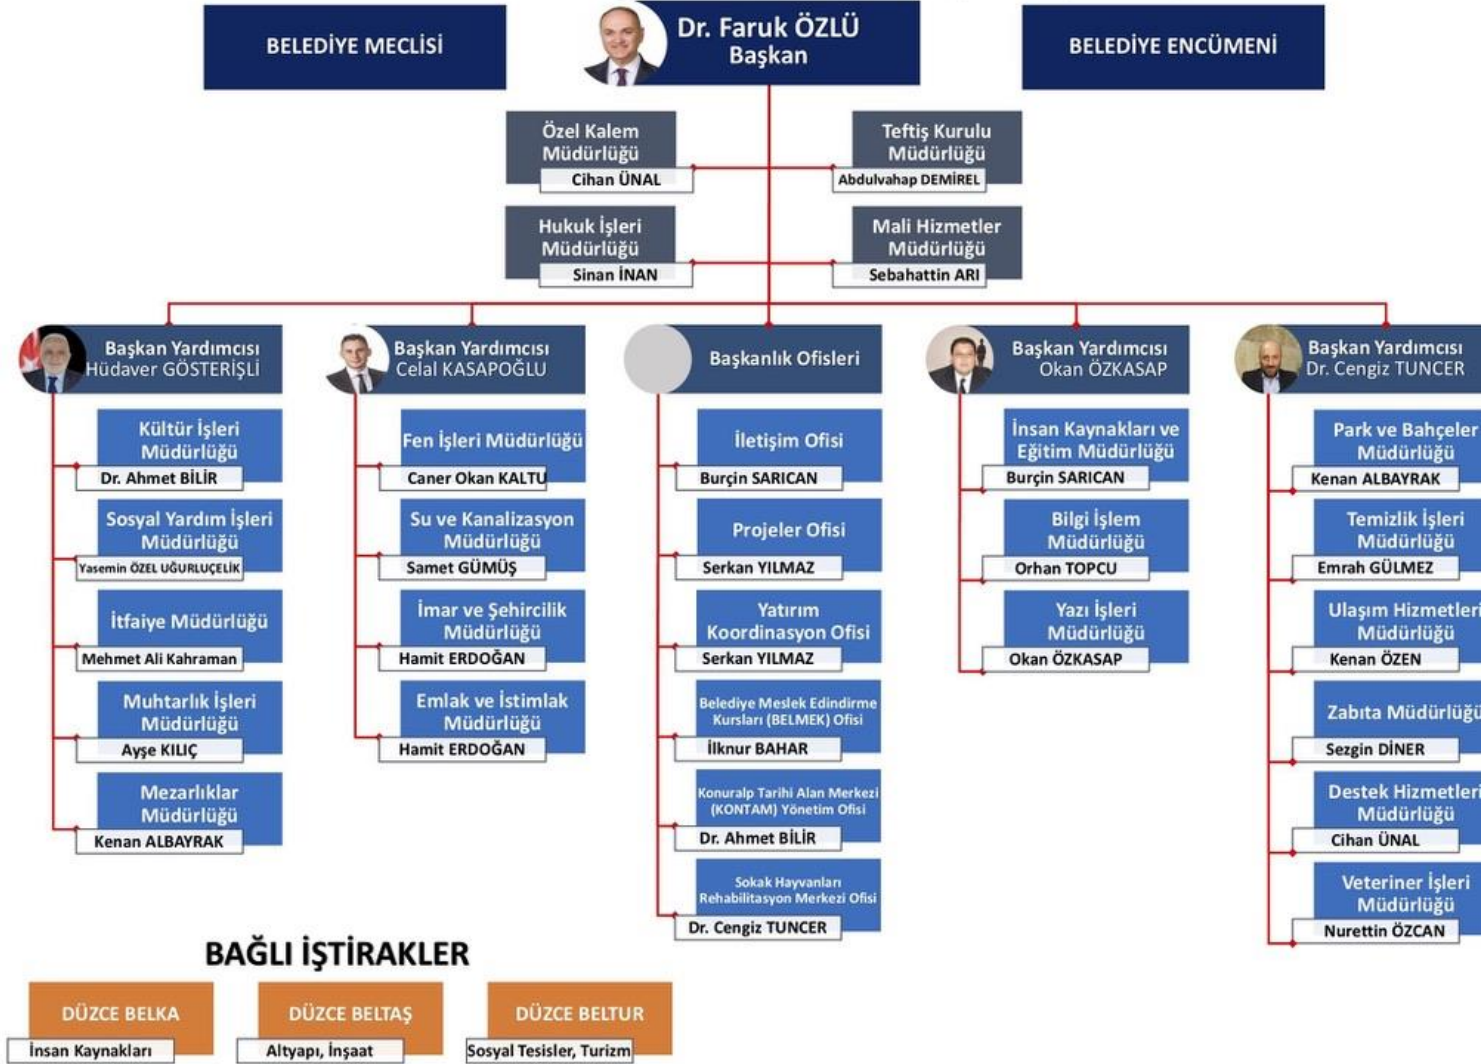 BELEDİYE MECLİSİ
Dr. Faruk ÖZLÜ
Başkan
BELEDİYE ENCÜMENİ
Özel Kalem
Müdürlüğü
Cihan ÜNAL
Teftiş Kurulu
Müdürlüğü
Abdulvahap DEMİREL
Hukuk İşleri
Müdürlüğü
Sinan İNAN
Mali Hizmetler
Müdürlüğü
Sebahattin ARI
Başkan Yardımcısı
Hüdaver GÖSTERİŞLİ
Kültür İşleri
Müdürlüğü
Dr. Ahmet BİLİR
Sosyal Yardım İşleri
Müdürlüğü
Yasemin ÖZEL UĞURLUÇELİK
İtfaiye Müdürlüğü
Mehmet Ali Kahraman
Muhtarlık İşleri
Müdürlüğü
Ayşe KILIÇ
Mezarlıklar
Müdürlüğü
Kenan ALBAYRAK
Başkan Yardımcısı
Celal KASAPOĞLU
Fen İşleri Müdürlüğü
Caner Okan KALTU
Su ve Kanalizasyon
Müdürlüğü
Samet GÜMÜŞ
İmar ve Şehircilik
Müdürlüğü
Hamit ERDOĞAN
Emlak ve İstimlak
Müdürlüğü
Hamit ERDOĞAN
Başkanlık Ofisleri
İletişim Ofisi
Burçin SARICAN
Projeler Ofisi
Serkan YILMAZ
Yatırım
Koordinasyon Ofisi
Serkan YILMAZ
Belediye Meslek Edindirme
Kursları (BELMEK) Ofisi
İlknur BAHAR
Konuralp Tarihi Alan Merkezi
(KONTAM) Yönetim Ofisi
Dr. Ahmet BİLİR
Sokak Hayvanları
Rehabilitasyon Merkezi Ofisi
Dr. Cengiz TUNCER
Başkan Yardımcısı
Okan ÖZKASAP
İnsan Kaynakları ve
Eğitim Müdürlüğü
Burçin SARICAN
Bilgi İşlem
Müdürlüğü
Orhan TOPCU
Yazı İşleri
Müdürlüğü
Okan ÖZKASAP
Başkan Yardımcısı
Dr. Cengiz TUNCER
Park ve Bahçeler
Müdürlüğü
Kenan ALBAYRAK
Temizlik İşleri
Müdürlüğü
Emrah GÜLMEZ
Ulaşım Hizmetleri
Müdürlüğü
Kenan ÖZEN
Zabıta Müdürlüğü
Sezgin DİNER
Destek Hizmetleri
Müdürlüğü
Cihan ÜNAL
Veteriner İşleri
Müdürlüğü
Nurettin ÖZCAN
BAĞLI İŞTİRAKLER
DÜZCE BELKA
İnsan Kaynakları
DÜZCE BELTAŞ
Altyapı, İnşaat
DÜZCE BELTUR
Sosyal Tesisler, Turizm